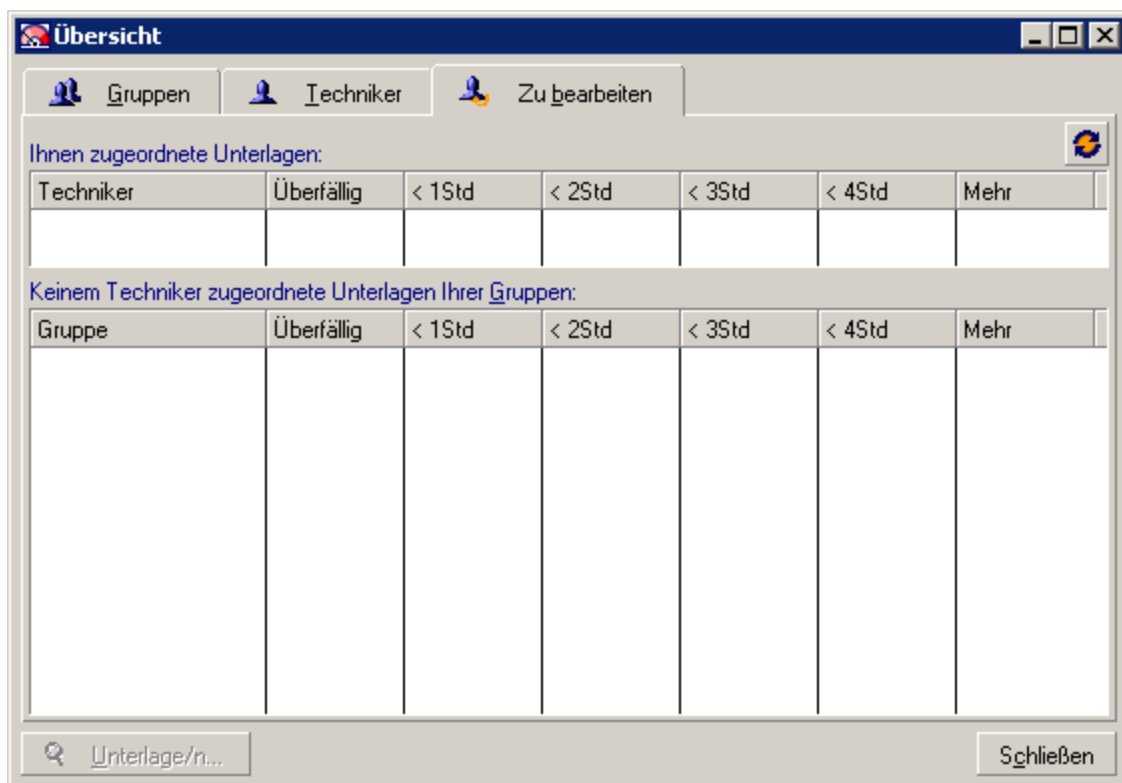 Übersicht
Gruppen Techniker Zu bearbeiten
Ihnen zugeordnete Unterlagen:
Techniker Überfällig < 1Std < 2Std < 3Std < 4Std Mehr
Keinem Techniker zugeordnete Unterlagen Ihrer Gruppen:
Gruppe Überfällig < 1Std < 2Std < 3Std < 4Std Mehr
Unterlage/n... Schließen